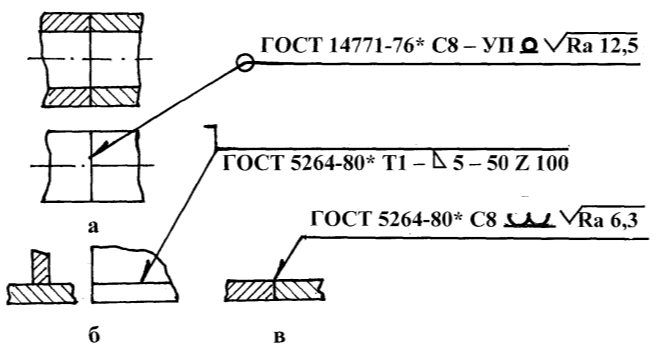 ГОСТ 14771-76* С8 – УП Ra 12,5
а
ГОСТ 5264-80* Т1 – 5 – 50 Z 100
ГОСТ 5264-80* С8 Ra 6,3
б в